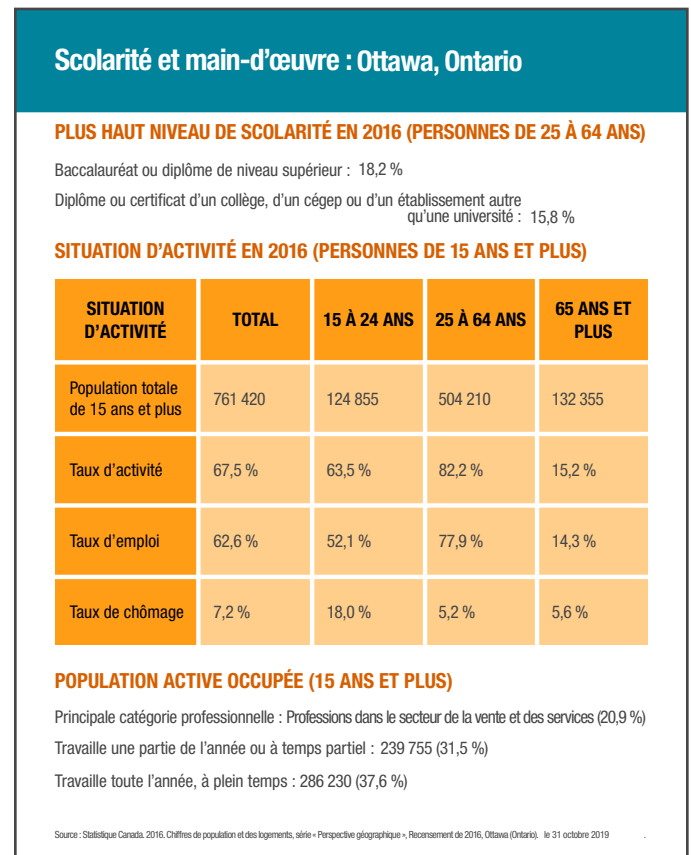 Scolarité et main-d’œuvre : Ottawa, Ontario
PLUS HAUT NIVEAU DE SCOLARITÉ EN 2016 (PERSONNES DE 25 À 64 ANS)
Baccalauréat ou diplôme de niveau supérieur : 18,2 %
Diplôme ou certificat d’un collège, d’un cégep ou d’un établissement autre
qu’une université : 15,8 %
SITUATION D’ACTIVITÉ EN 2016 (PERSONNES DE 15 ANS ET PLUS)
SITUATION D’ACTIVITÉ TOTAL 15 À 24 ANS 25 À 64 ANS 65 ANS ET PLUS
Population totale de 15 ans et plus 761 420 124 855 504 210 132 355
Taux d’activité 67,5 % 63,5 % 82,2 % 15,2 %
Taux d’emploi 62,6 % 52,1 % 77,9 % 14,3 %
Taux de chômage 7,2 % 18,0 % 5,2 % 5,6 %
POPULATION ACTIVE OCCUPÉE (15 ANS ET PLUS)
Principale catégorie professionnelle : Professions dans le secteur de la vente et des services (20,9 %)
Travaille une partie de l’année ou à temps partiel : 239 755 (31,5 %)
Travaille toute l’année, à plein temps : 286 230 (37,6 %)
Source : Statistique Canada. 2016. Chiffres de population et des logements, série « Perspective géographique », Recensement de 2016, Ottawa (Ontario). le 31 octobre 2019 .